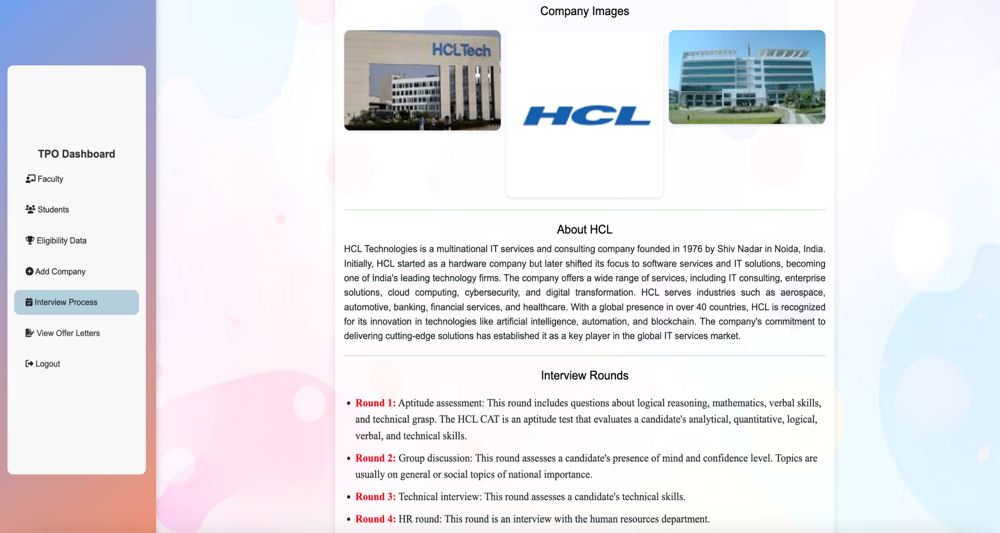 TPO Dashboard
Faculty
Students
Eligibility Data
Add Company
Interview Process
View Offer Letters
Logout
Company Images
HCLTech
HCL
About HCL
HCL Technologies is a multinational IT services and consulting company founded in 1976 by Shiv Nadar in Noida, India.
Initially, HCL started as a hardware company but later shifted its focus to software services and IT solutions, becoming
one of India's leading technology firms. The company offers a wide range of services, including IT consulting, enterprise
solutions, cloud computing, cybersecurity, and digital transformation. HCL serves industries such as aerospace,
automotive, banking, financial services, and healthcare. With a global presence in over 40 countries, HCL is recognized
for its innovation in technologies like artificial intelligence, automation, and blockchain. The company's commitment to
delivering cutting-edge solutions has established it as a key player in the global IT services market.
Interview Rounds
• Round 1: Aptitude assessment: This round includes questions about logical reasoning, mathematics, verbal skills,
and technical grasp. The HCL CAT is an aptitude test that evaluates a candidate's analytical, quantitative, logical,
verbal, and technical skills.
• Round 2: Group discussion: This round assesses a candidate's presence of mind and confidence level. Topics are
usually on general or social topics of national importance.
• Round 3: Technical interview: This round assesses a candidate's technical skills.
• Round 4: HR round: This round is an interview with the human resources department.